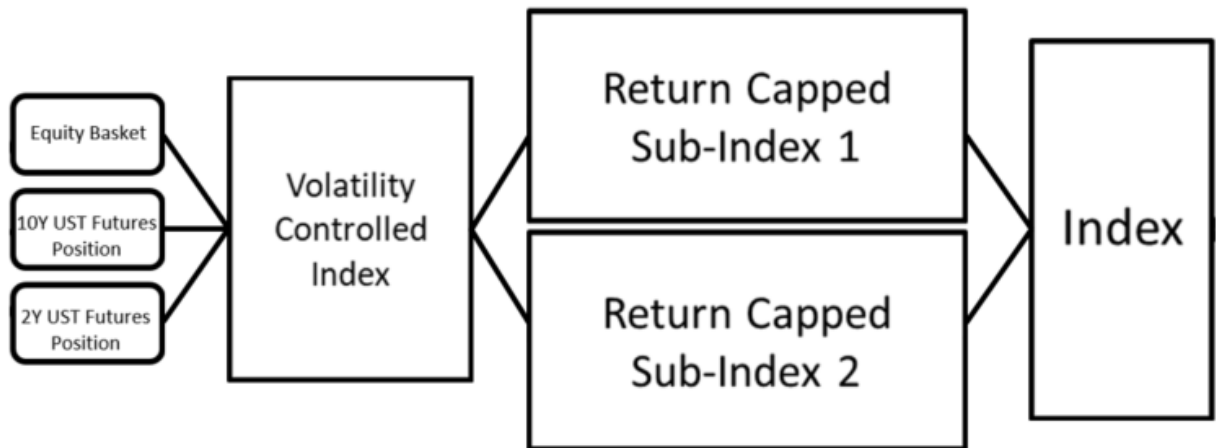 Equity Basket
10Y UST Futures
Position
2Y UST Futures
Position
Volatility
Controlled
Index
Return Capped
Sub-Index 1
Return Capped
Sub-Index 2
Index